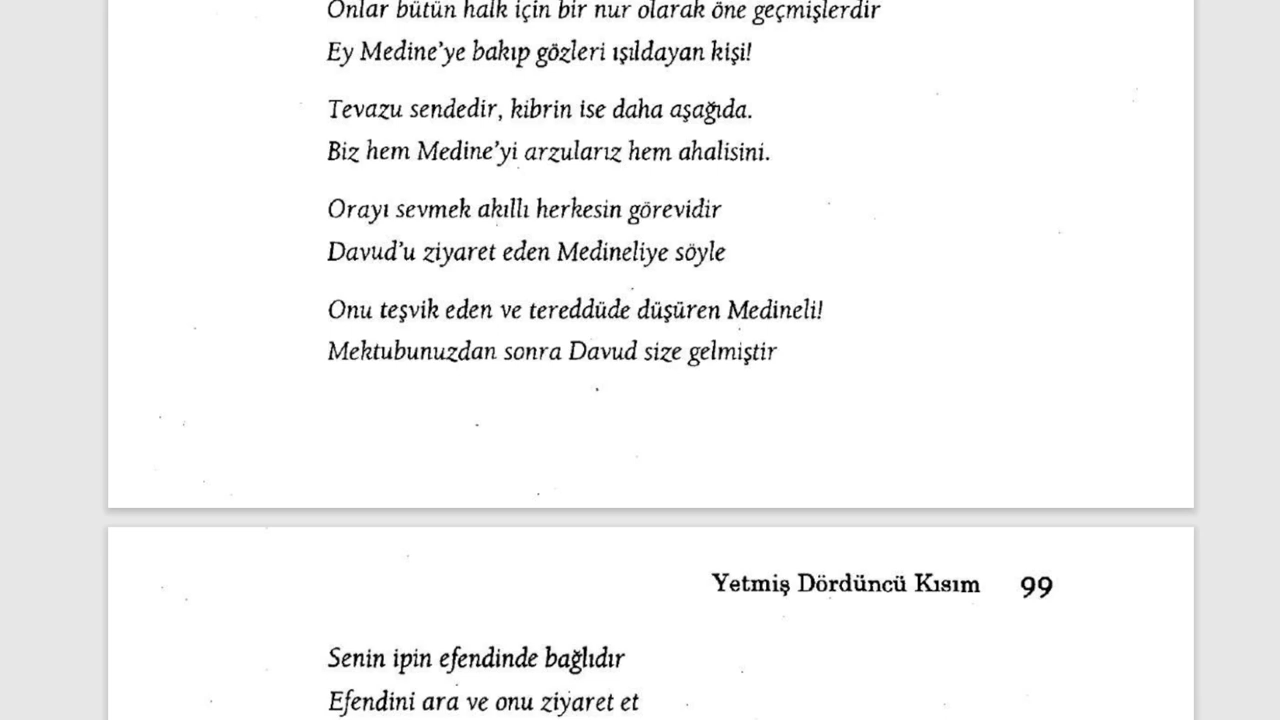 Onlar bütün halk için bir nur olarak öne geçmişlerdir
Ey Medine'ye bakıp gözleri ışıldayan kişi!
Tevazu sendedir, kibrin ise daha aşağıda.
Biz hem Medine'yi arzularız hem ahalisini.
Orayı sevmek akıllı herkesin görevidir
Davud'u ziyaret eden Medineliye söyle
Onu teşvik eden ve tereddüde düşüren Medineli!
Mektubunuzdan sonra Davud size gelmiştir
Yetmiş Dördüncü Kısım 99
Senin ipin efendinde bağlıdır
Efendini ara ve onu ziyaret et